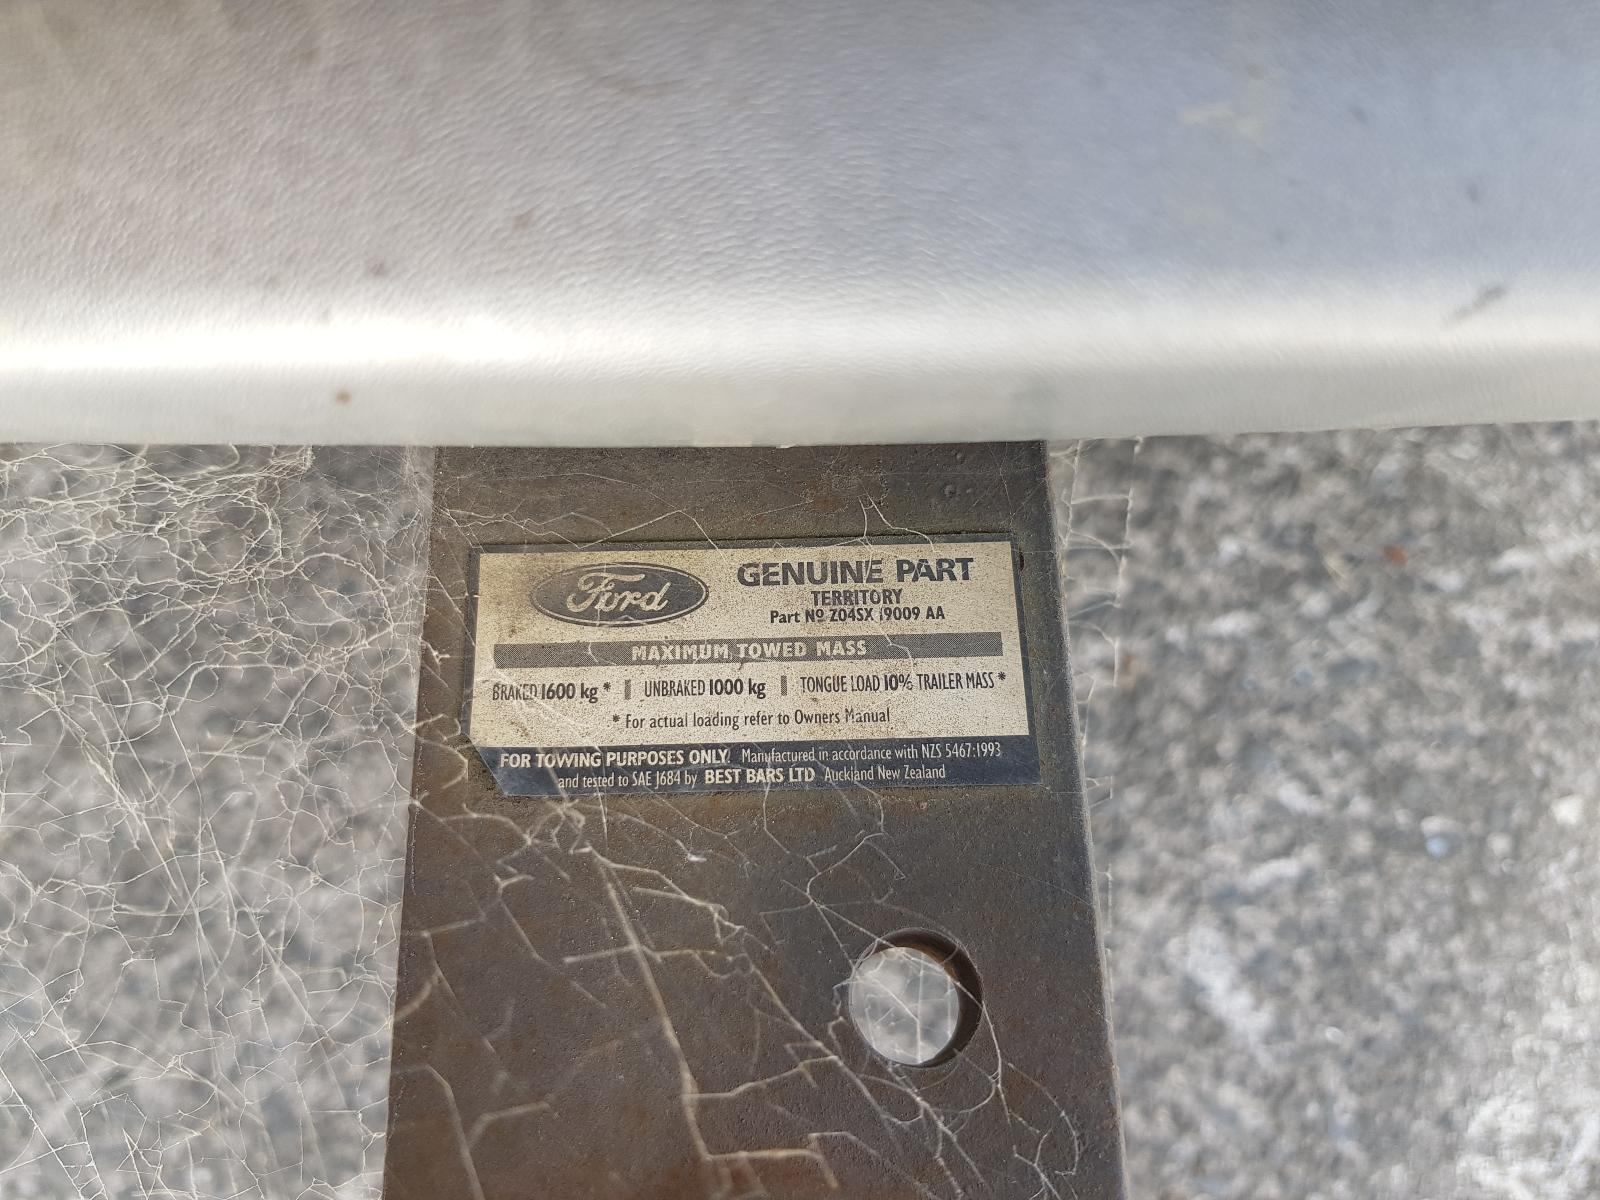 Ford
GENUINE PART
TERRITORY
Part Nº Z04SX 19009 AA
MAXIMUM TOWED MASS
BRAKED 1600 kg * | UNBRAKED 1000 kg | TONGUE LOAD 10% TRAILER MASS *
* For actual loading refer to Owners Manual
FOR TOWING PURPOSES ONLY. Manufactured in accordance with NZS 5467:1993
and tested to SAE J684 by BEST BARS LTD Auckland New Zealand